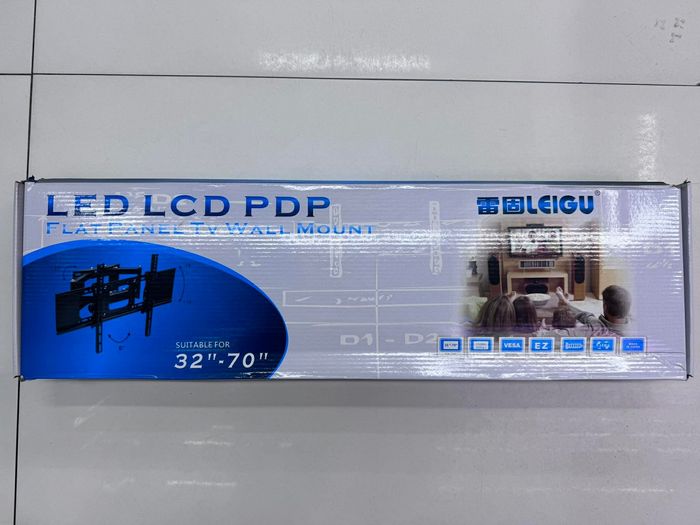 LED LCD PDP
FLAT PANEL TV WALL MOUNT
雷固LEIGU®
SUITABLE FOR
32"-70"
D1 - D2
VESA
EZ